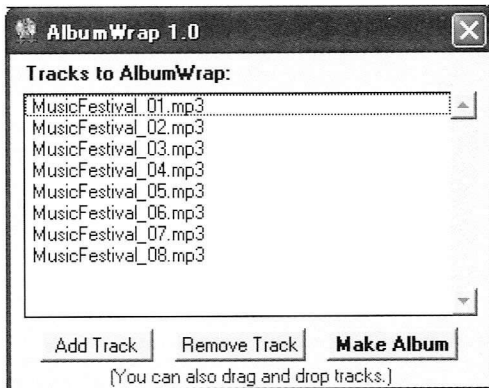 AlbumWrap 1.0
Tracks to AlbumWrap:
MusicFestival_01.mp3
MusicFestival_02.mp3
MusicFestival_03.mp3
MusicFestival_04.mp3
MusicFestival_05.mp3
MusicFestival_06.mp3
MusicFestival_07.mp3
MusicFestival_08.mp3
Add Track Remove Track Make Album
(You can also drag and drop tracks.)